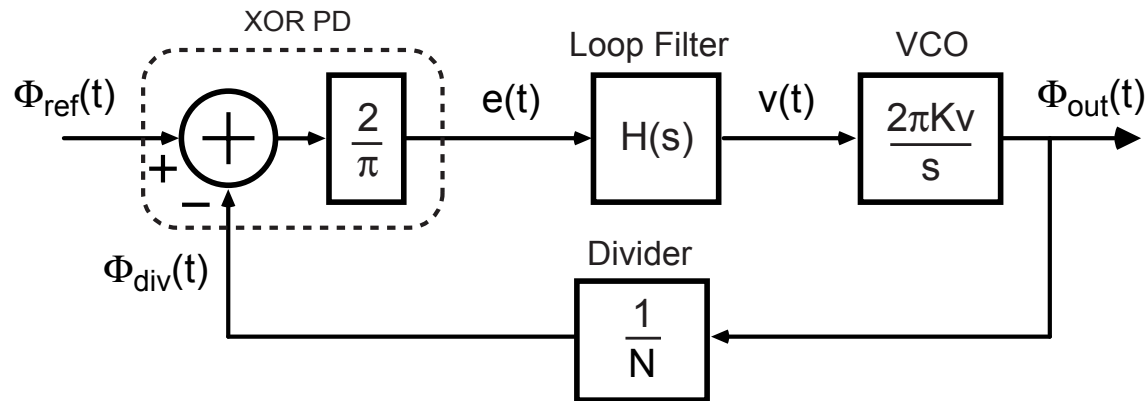 XOR PD
Loop Filter
VCO
Φref(t)
+
+
−
2
π
e(t)
H(s)
v(t)
2πKv
s
Φout(t)
Φdiv(t)
Divider
1
N